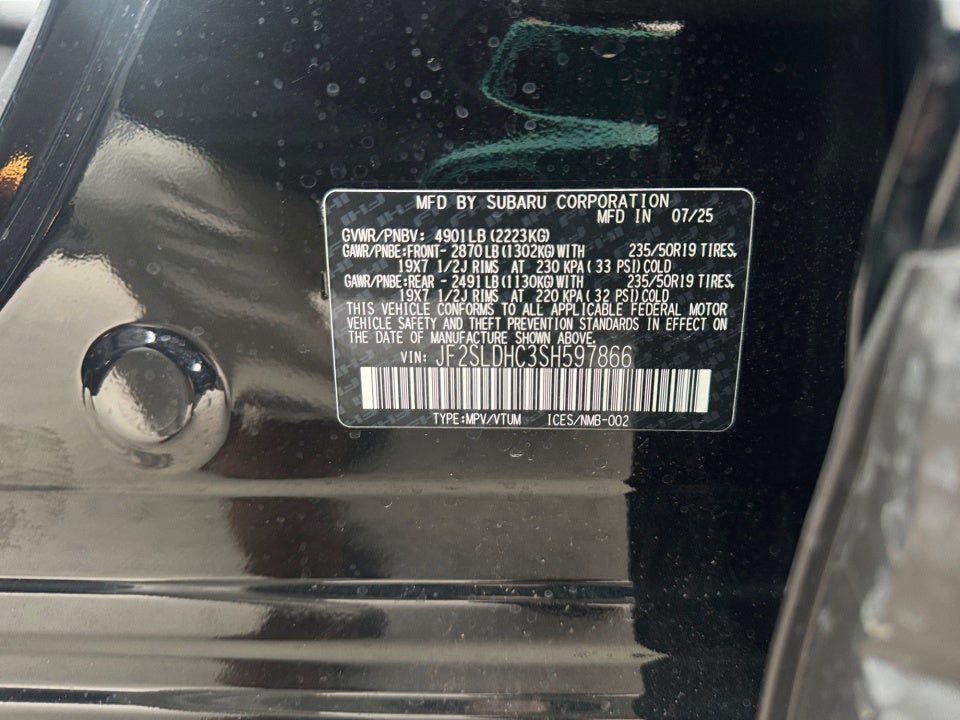 MFD BY SUBARU CORPORATION
MFD IN 07/25
GVWR/PNBV: 4901LB (2223KG)
GAWR/PNBE:FRONT- 2870LB (1302KG) WITH 235/50R19 TIRES,
19X7 1/2J RIMS AT 230 KPA ( 33 PSI) COLD
GAWR/PNBE:REAR - 2491LB (1130KG) WITH 235/50R19 TIRES,
19X7 1/2J RIMS AT 220 KPA ( 32 PSI) COLD
THIS VEHICLE CONFORMS TO ALL APPLICABLE FEDERAL MOTOR
VEHICLE SAFETY AND THEFT PREVENTION STANDARDS IN EFFECT ON
THE DATE OF MANUFACTURE SHOWN ABOVE.
VIN: JF2SLDHC3SH597866
TYPE:MPV/VTUM ICES/NMB-002